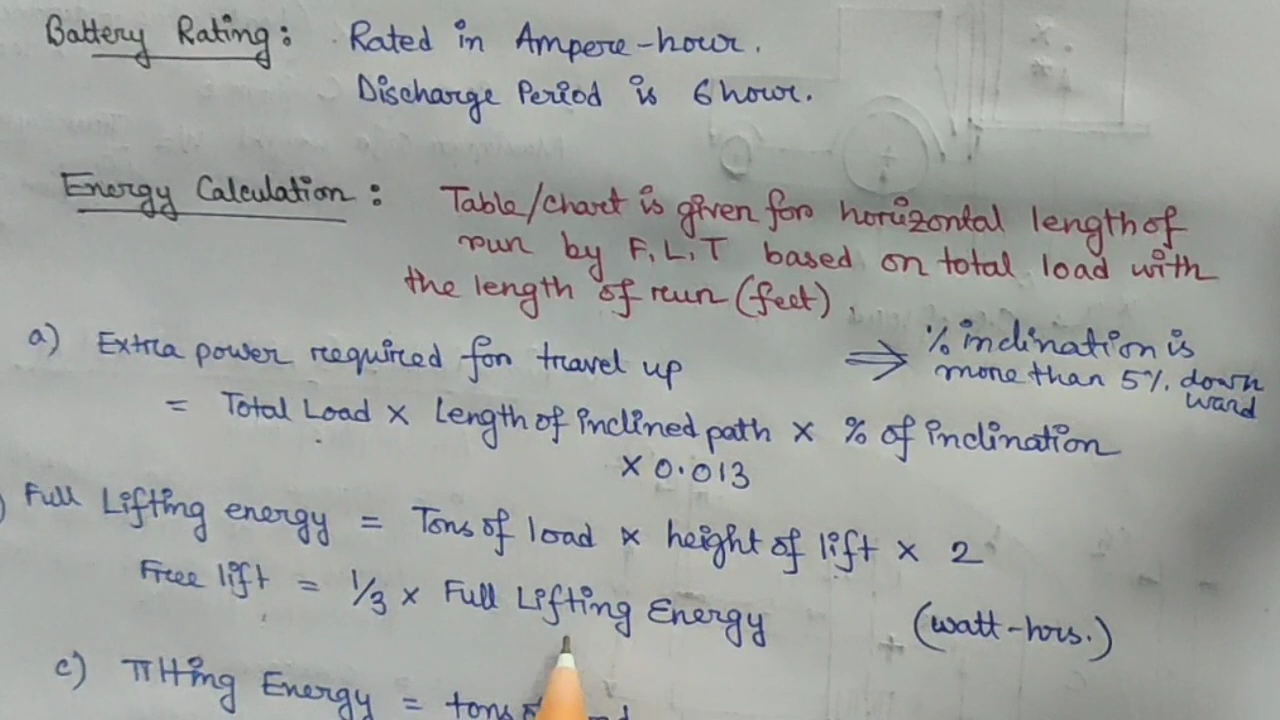 Battery Rating : Rated in Ampere-hour.
Discharge Period is 6 hour.
Energy Calculation : Table/chart is given for horizontal length of
run by F.L.T based on total load with
the length of run (feet).
a) Extra power required for travel up ⇒ % inclination is
more than 5% down
ward
= Total Load × Length of inclined path × % of inclination
× 0.013
) Full Lifting energy = Tons of load × height of lift × 2
Free lift = 1/3 × Full Lifting Energy (watt-hrs.)
c) Tilting Energy = tons